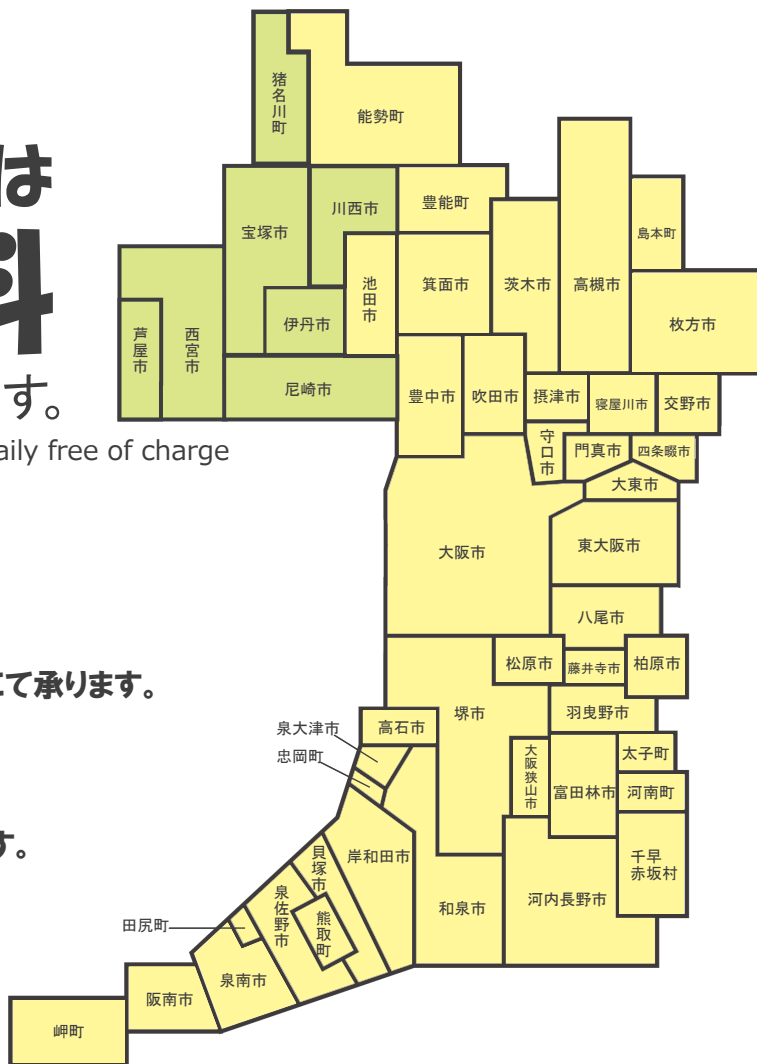 は
料
す。
aily free of charge
にて承ります。
す。
猪名川町
能勢町
川西市
豊能町
宝塚市
島本町
池田市
箕面市
茨木市
高槻市
伊丹市
枚方市
芦屋市
西宮市
尼崎市
豊中市
吹田市
摂津市
寝屋川市
交野市
守口市
門真市
四条畷市
大東市
大阪市
東大阪市
八尾市
松原市
藤井寺市
柏原市
堺市
羽曳野市
泉大津市
高石市
忠岡町
大阪狭山市
富田林市
太子町
河南町
貝塚市
岸和田市
千早
赤坂村
和泉市
河内長野市
泉佐野市
熊取町
田尻町
泉南市
阪南市
岬町